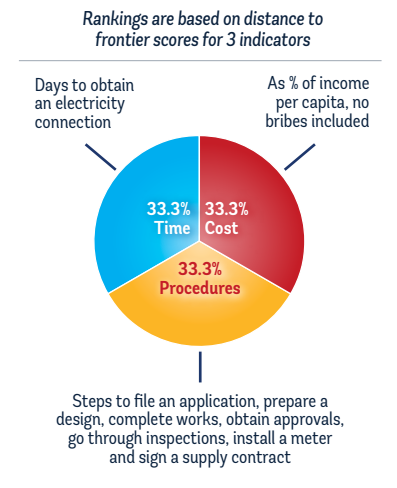 Rankings are based on distance to
frontier scores for 3 indicators
Days to obtain
an electricity
connection
As % of income
per capita, no
bribes included
33.3%
Time
33.3%
Cost
33.3%
Procedures
Steps to file an application, prepare a
design, complete works, obtain approvals,
go through inspections, install a meter
and sign a supply contract